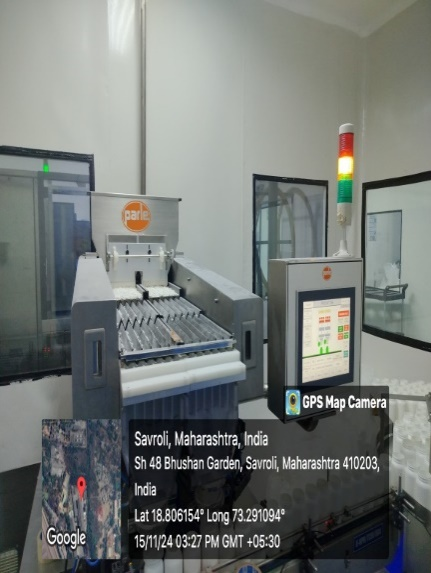 parle
GPS Map Camera
Savroli, Maharashtra, India
Sh 48 Bhushan Garden, Savroli, Maharashtra 410203,
India
Lat 18.806154° Long 73.291094°
15/11/24 03:27 PM GMT +05:30
Google